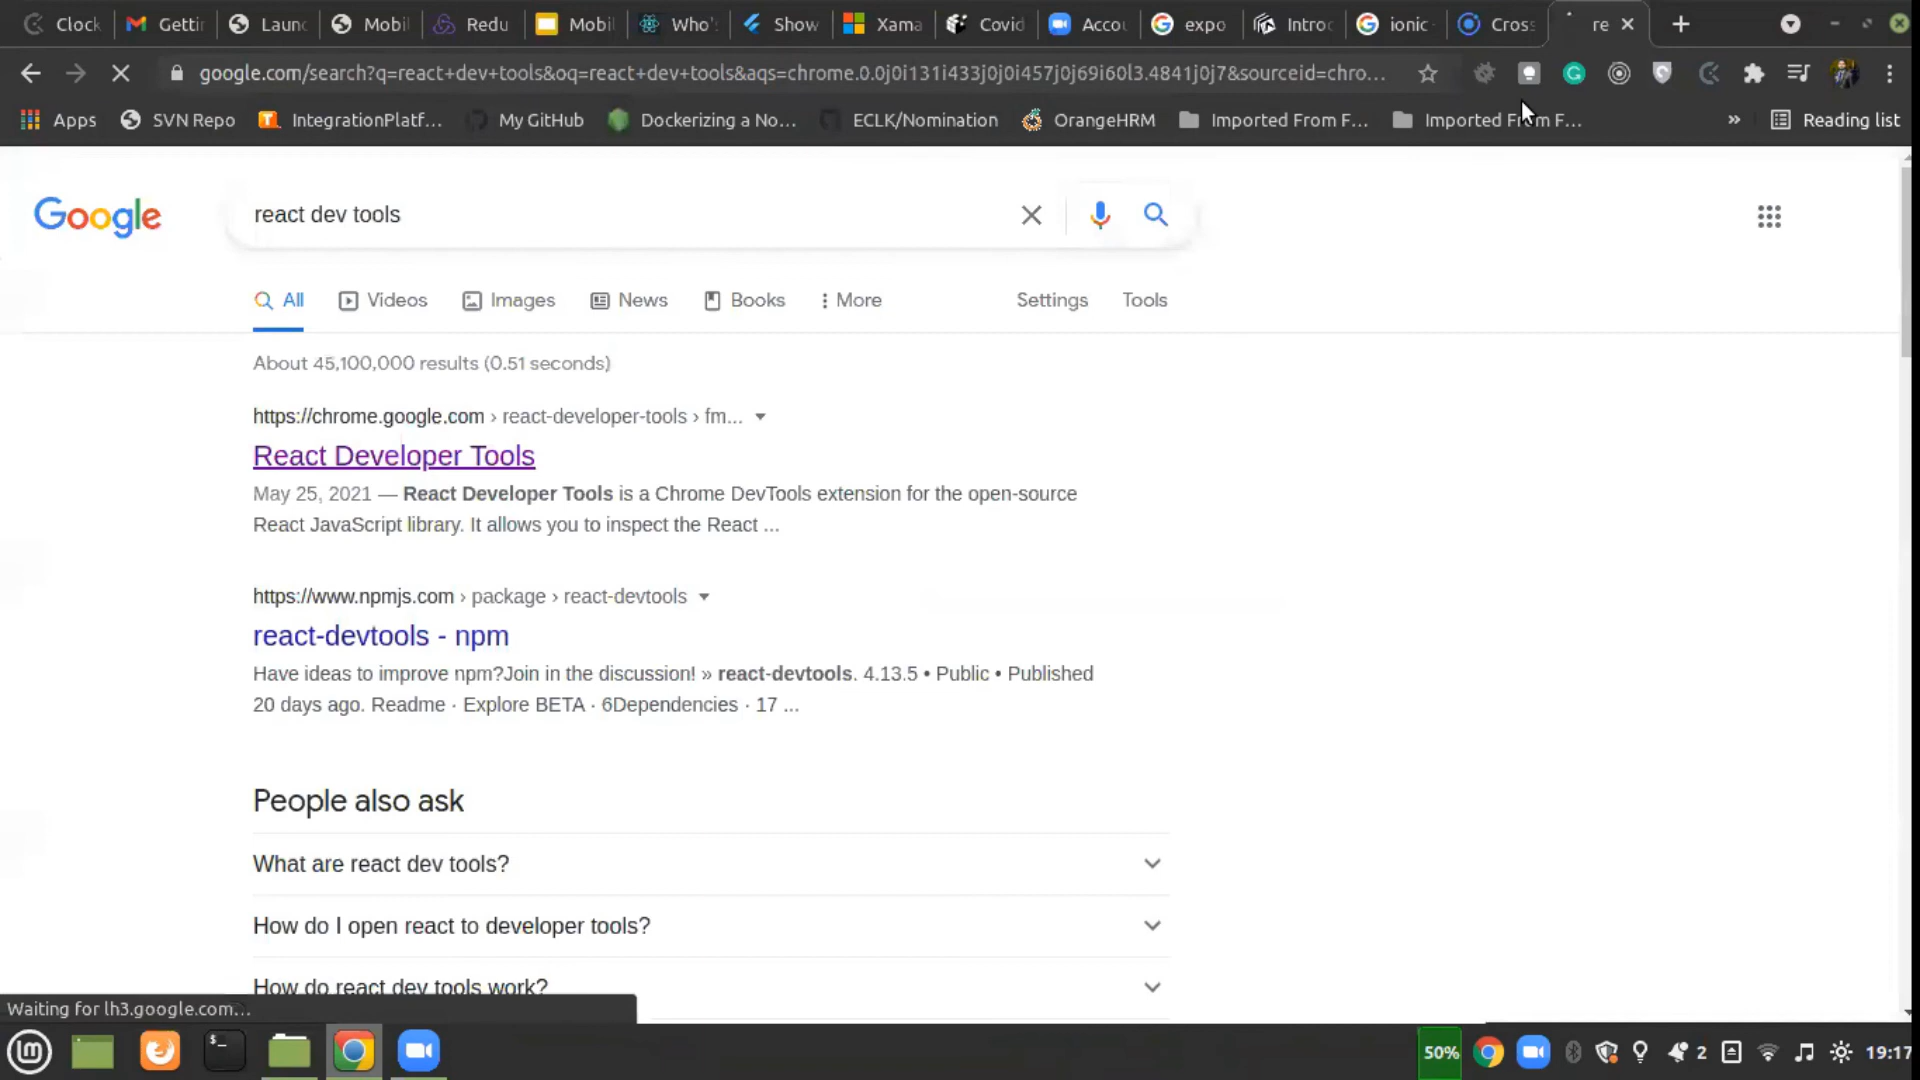 Clock
Getti
Laun
Mobil
Redu
Mobil
Who'
Show
Xama
Covid
Accou
expo
Introd
ionic
Cross
re
google.com/search?q=react+dev+tools&oq=react+dev+tools&aqs=chrome.0.0j0i131i433j0j0i457j0j69i60l3.4841j0j7&sourceid=chro...
Apps
SVN Repo
IntegrationPlatf...
My GitHub
Dockerizing a No...
ECLK/Nomination
OrangeHRM
Imported From F...
Imported From F...
»
Reading list
Google
react dev tools
All
Videos
Images
News
Books
More
Settings
Tools
About 45,100,000 results (0.51 seconds)
https://chrome.google.com › react-developer-tools › fm...
React Developer Tools
May 25, 2021 — React Developer Tools is a Chrome DevTools extension for the open-source
React JavaScript library. It allows you to inspect the React ...
https://www.npmjs.com › package › react-devtools
react-devtools - npm
Have ideas to improve npm?Join in the discussion! » react-devtools. 4.13.5 • Public • Published
20 days ago. Readme · Explore BETA · 6Dependencies · 17 ...
People also ask
What are react dev tools?
How do I open react to developer tools?
How do react dev tools work?
Waiting for lh3.google.com...
50%
2
19:17